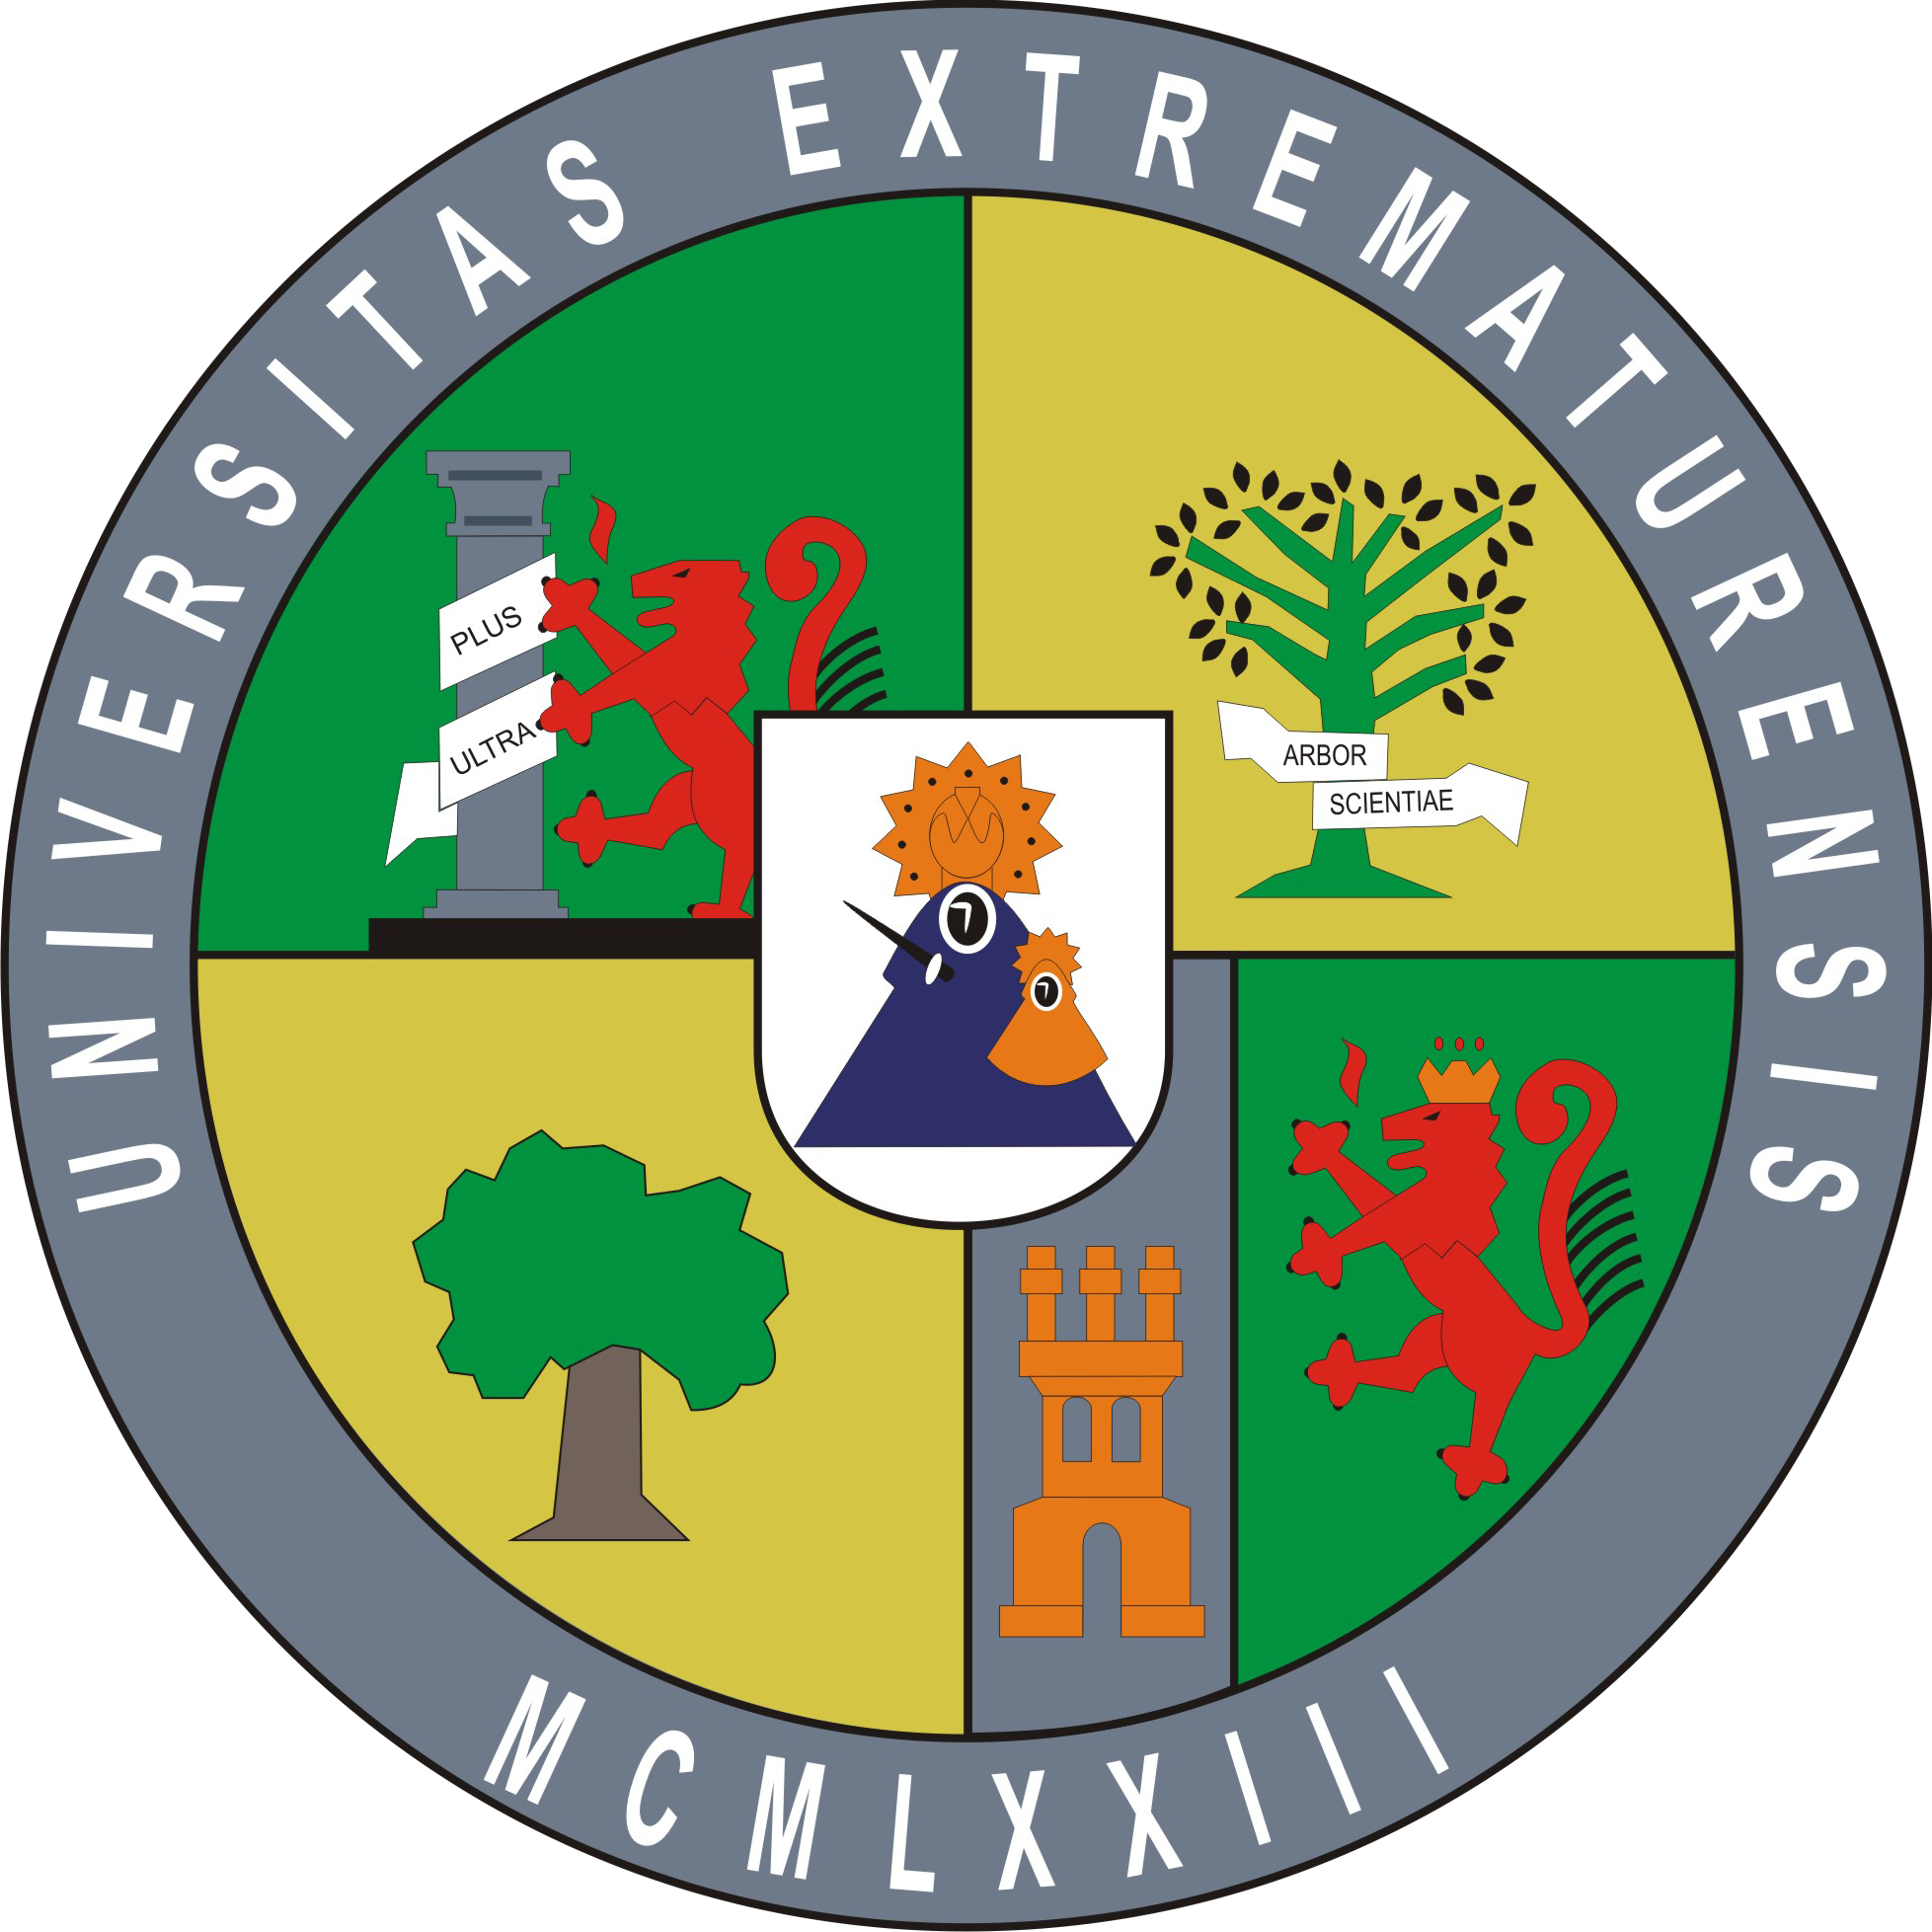 UNIVERSITAS EXTREMATURENSIS
PLUS
ULTRA
ARBOR
SCIENTIAE
MCMLXXIII